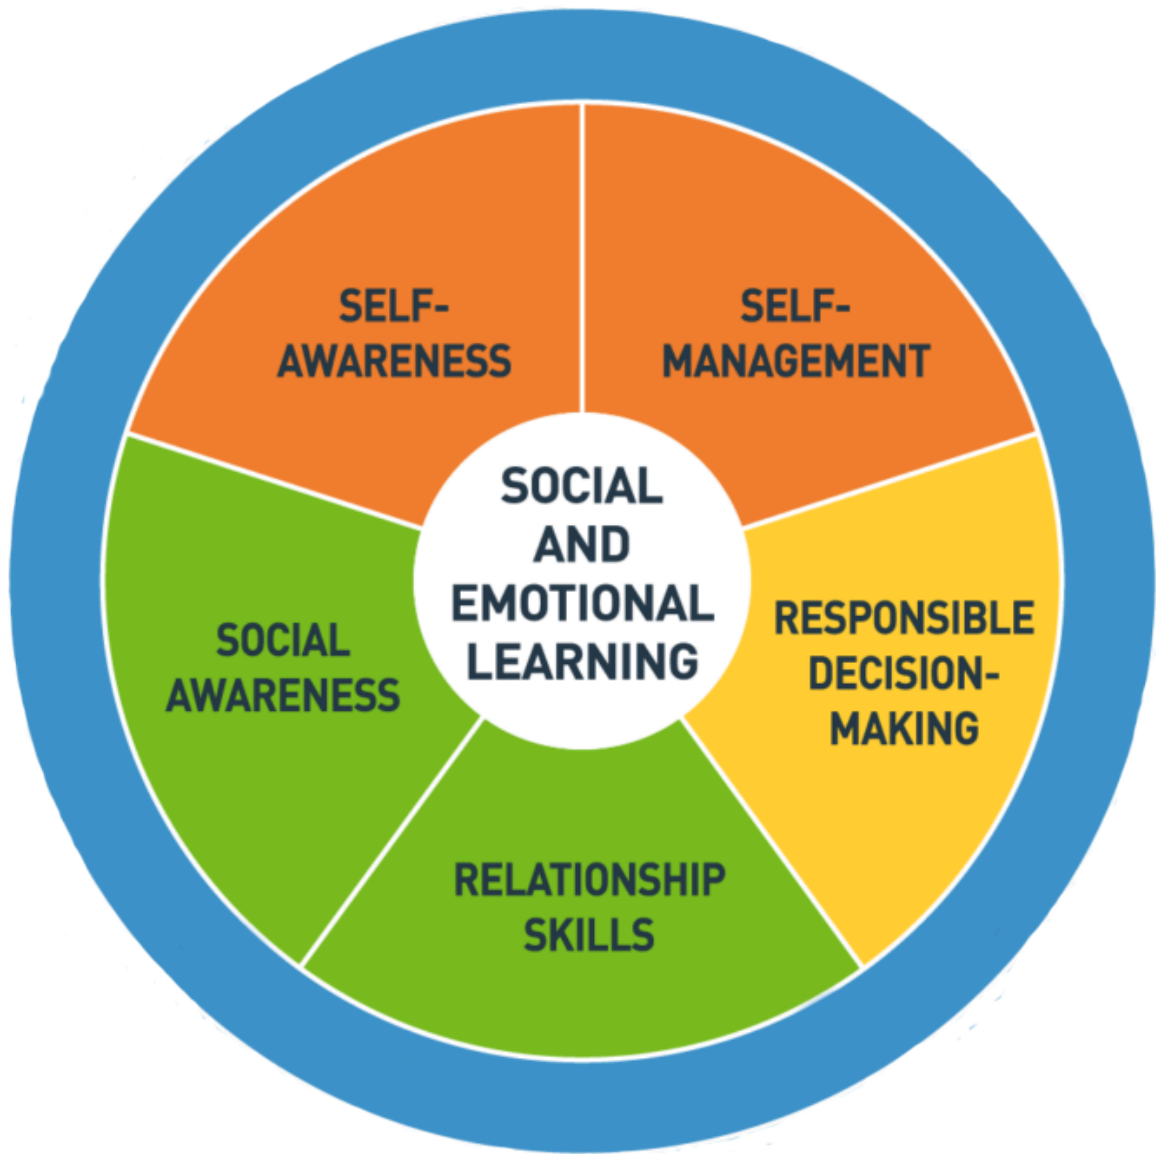 SELF-
AWARENESS
SELF-
MANAGEMENT
SOCIAL
AND
EMOTIONAL
LEARNING
SOCIAL
AWARENESS
RESPONSIBLE
DECISION-
MAKING
RELATIONSHIP
SKILLS